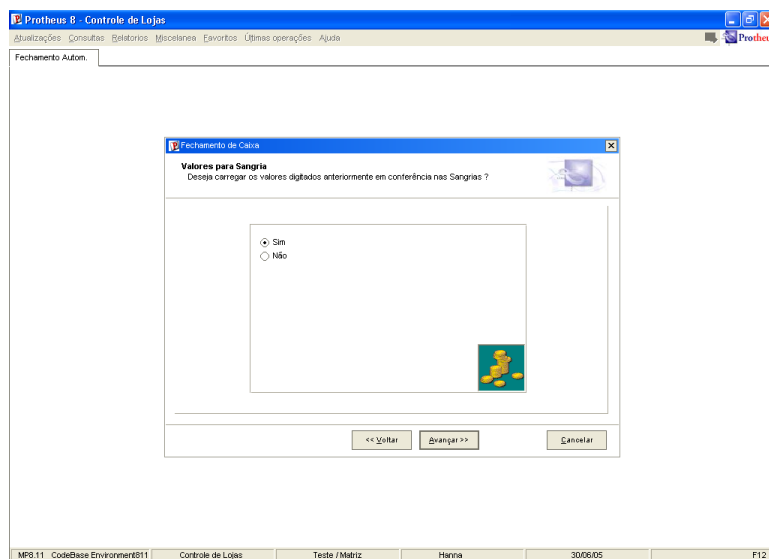 Protheus 8 - Controle de Lojas
Atualizações Consultas Relatorios Miscelanea Favoritos Últimas operações Ajuda
Protheu
Fechamento Autom.
Fechamento de Caixa
Valores para Sangria
Deseja carregar os valores digitados anteriormente em conferência nas Sangrias ?
Sim
Não
<< Voltar Avançar >> Cancelar
MP8.11 CodeBase Environment811 Controle de Lojas Teste / Matriz Hanna 30/06/05 F12